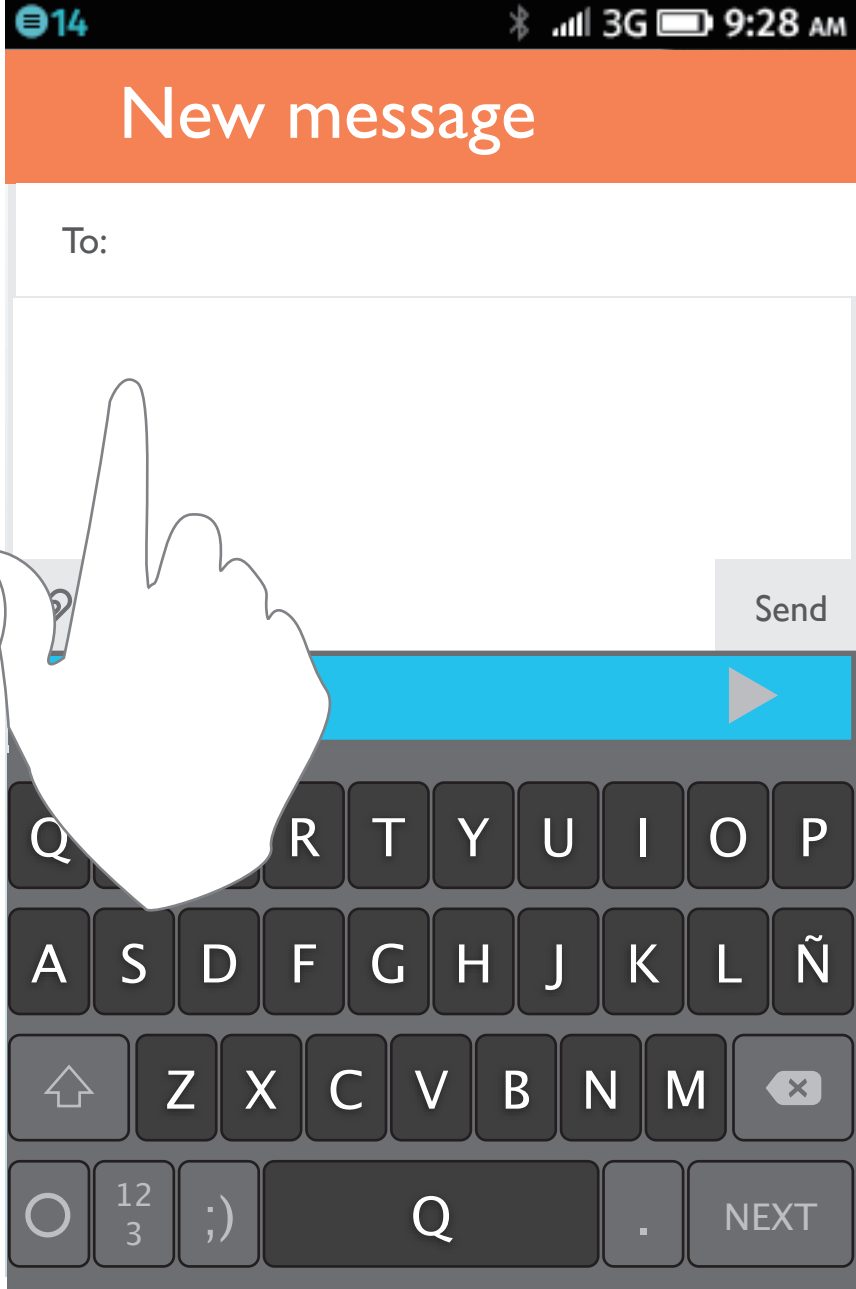 14 3G 9:28 AM
New message
To:
Send
Q R T Y U I O P
A S D F G H J K L Ñ
Z X C V B N M
12
3 ;) Q . NEXT